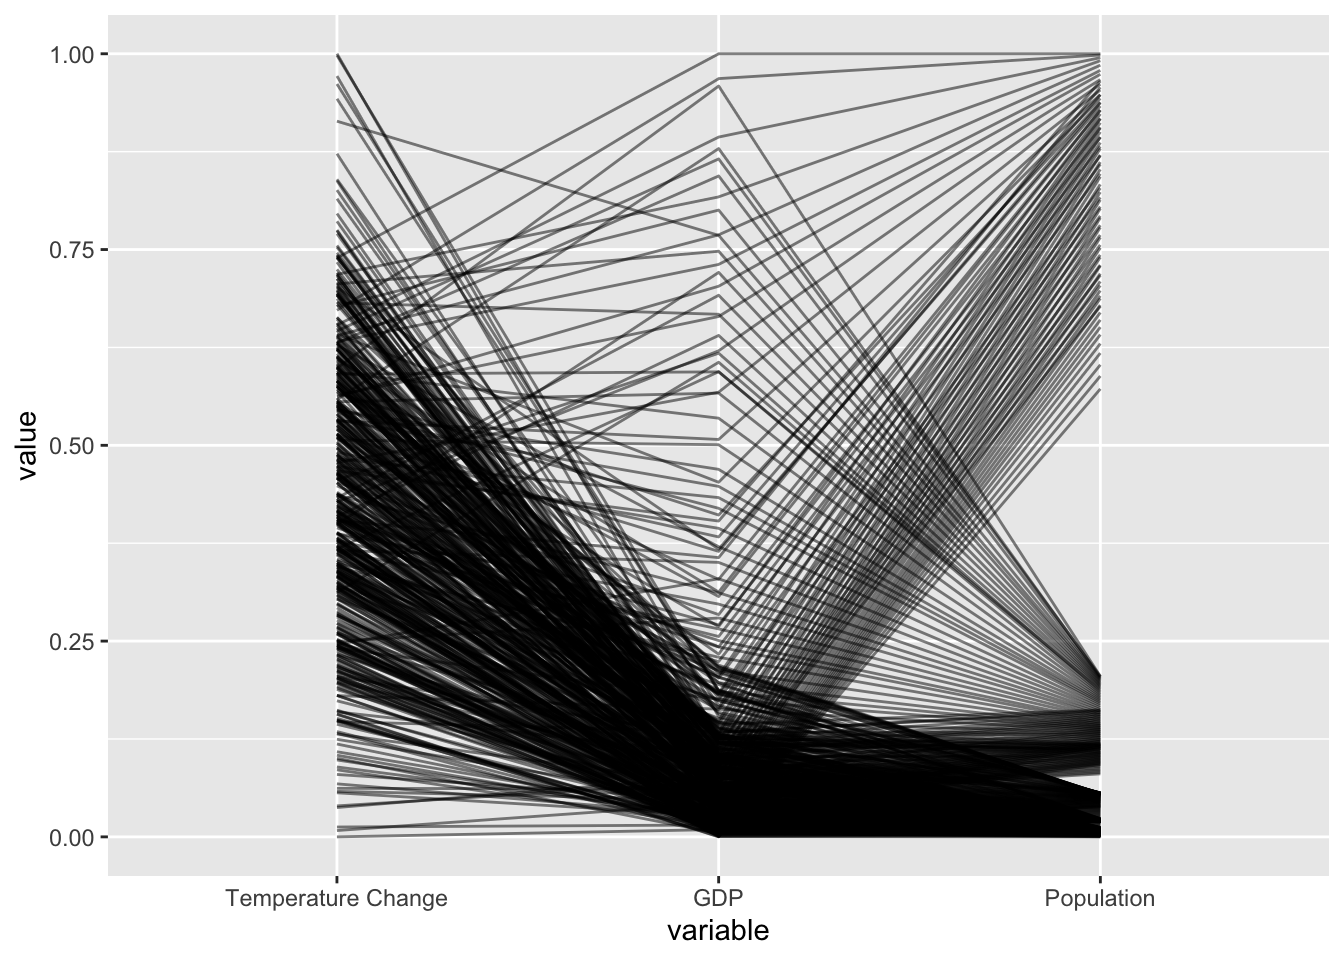 1.00
0.75
0.50
0.25
0.00
value
Temperature Change
GDP
Population
variable